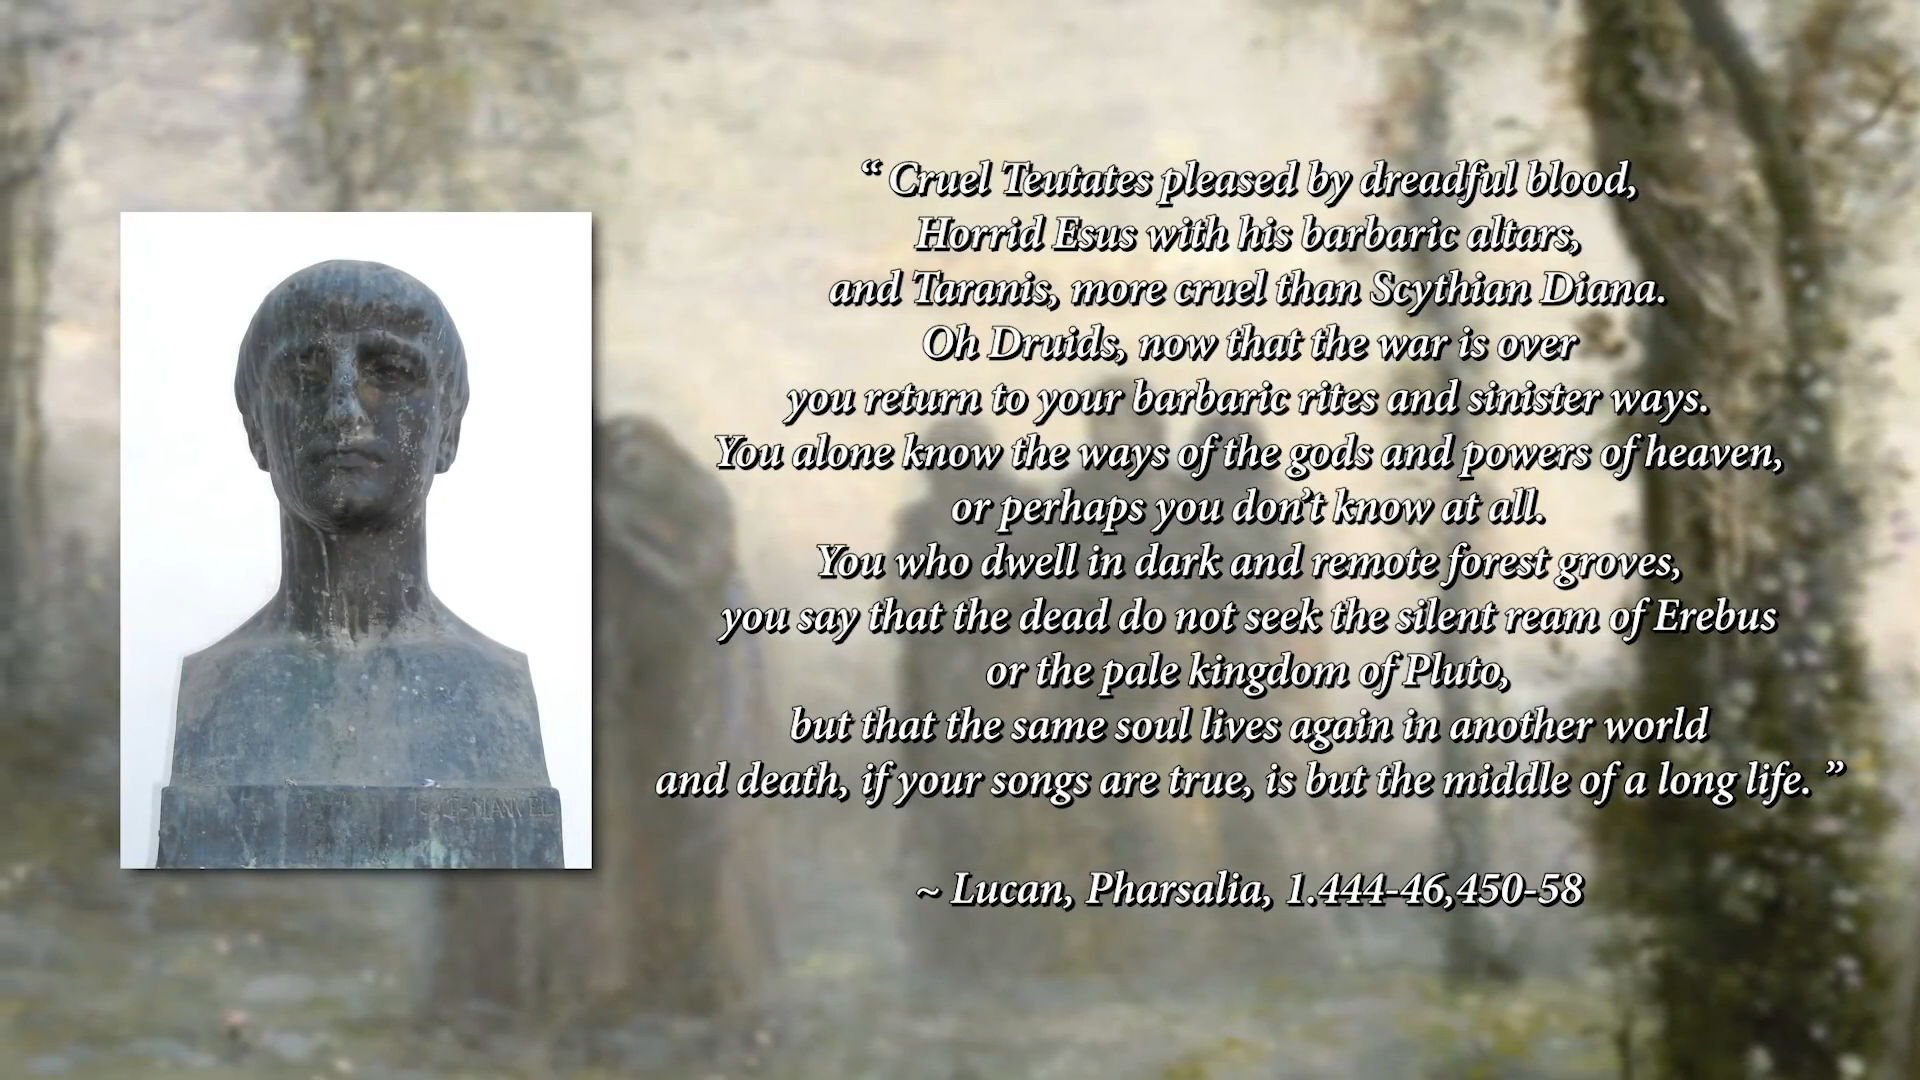 “ Cruel Teutates pleased by dreadful blood,
Horrid Esus with his barbaric altars,
and Taranis, more cruel than Scythian Diana.
Oh Druids, now that the war is over
you return to your barbaric rites and sinister ways.
You alone know the ways of the gods and powers of heaven,
or perhaps you don’t know at all.
You who dwell in dark and remote forest groves,
you say that the dead do not seek the silent ream of Erebus
or the pale kingdom of Pluto,
but that the same soul lives again in another world
and death, if your songs are true, is but the middle of a long life. ”
~ Lucan, Pharsalia, 1.444-46,450-58